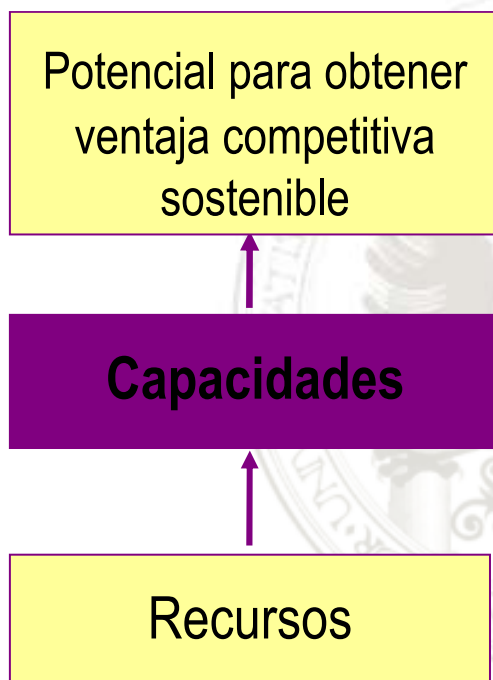 Potencial para obtener
ventaja competitiva
sostenible
Capacidades
Recursos